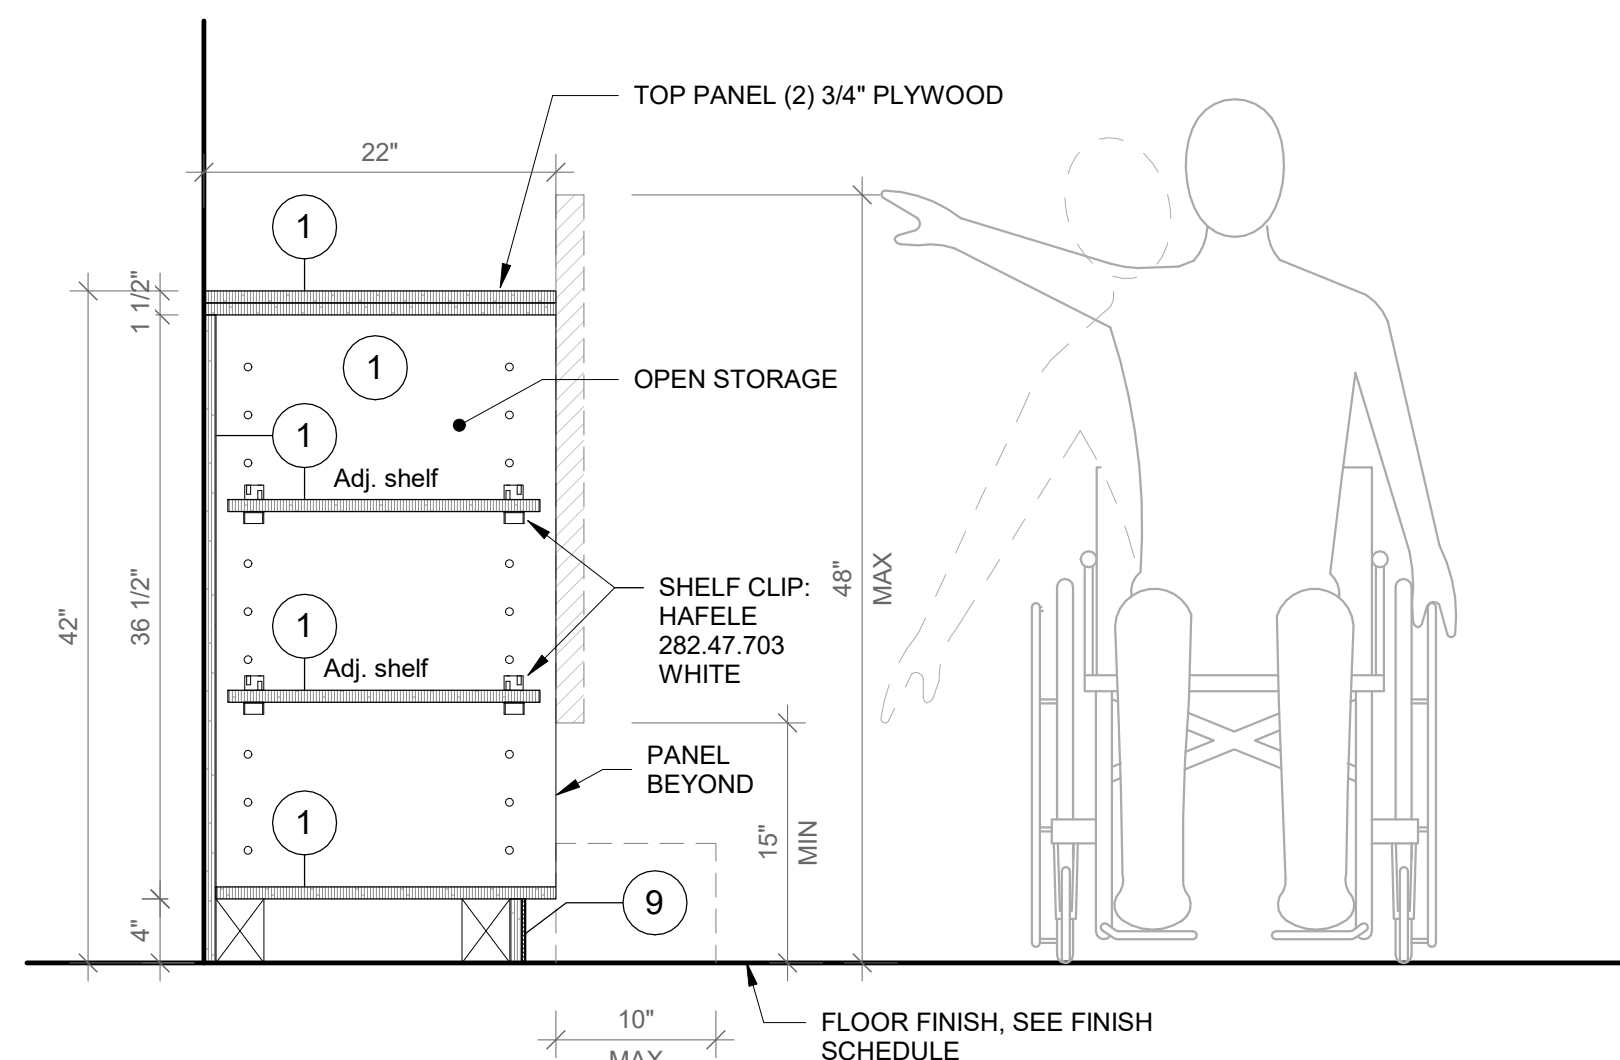 TOP PANEL (2) 3/4" PLYWOOD
22"
1
1 1/2"
1
OPEN STORAGE
1
Adj. shelf
48"
MAX
SHELF CLIP:
HAFELE
282.47.703
WHITE
42"
36 1/2"
1
Adj. shelf
PANEL
BEYOND
1
15"
MIN
9
4"
10"
MAX
FLOOR FINISH, SEE FINISH
SCHEDULE